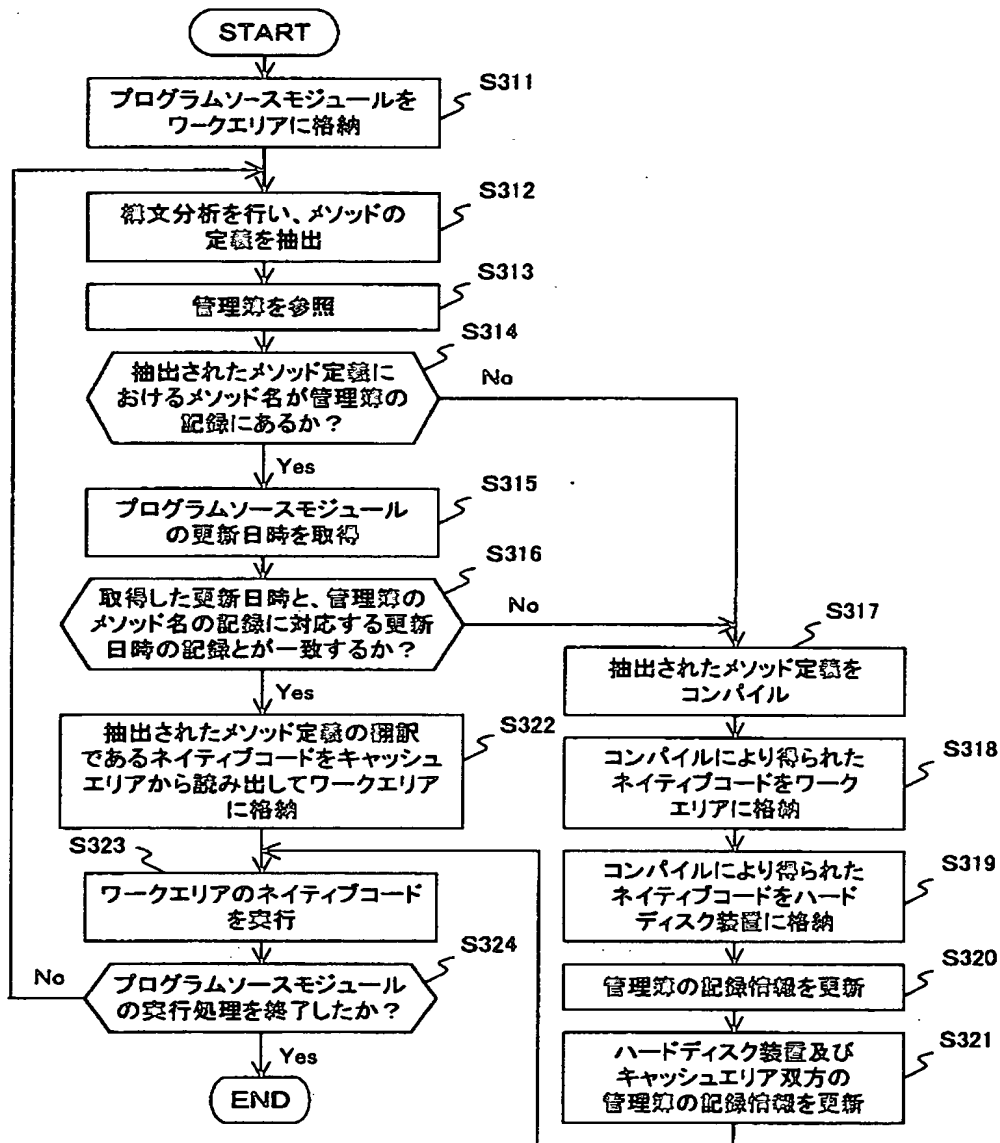 START
S311
プログラムソースモジュールを
ワークエリアに格納
S312
構文分析を行い、メソッドの
定義を抽出
S313
管理簿を参照
S314
抽出されたメソッド定義に
おけるメソッド名が管理簿の
記録にあるか?
No
Yes
S315
プログラムソースモジュール
の更新日時を取得
S316
取得した更新日時と、管理簿の
メソッド名の記録に対応する更新
日時の記録とが一致するか?
No
Yes
S322
抽出されたメソッド定義の翻訳
であるネイティブコードをキャッシュ
エリアから読み出してワークエリア
に格納
S323
ワークエリアのネイティブコード
を実行
S324
プログラムソースモジュール
の実行処理を終了したか?
No
Yes
END
S317
抽出されたメソッド定義を
コンパイル
S318
コンパイルにより得られた
ネイティブコードをワーク
エリアに格納
S319
コンパイルにより得られた
ネイティブコードをハード
ディスク装置に格納
S320
管理簿の記録情報を更新
S321
ハードディスク装置及び
キャッシュエリア双方の
管理簿の記録情報を更新